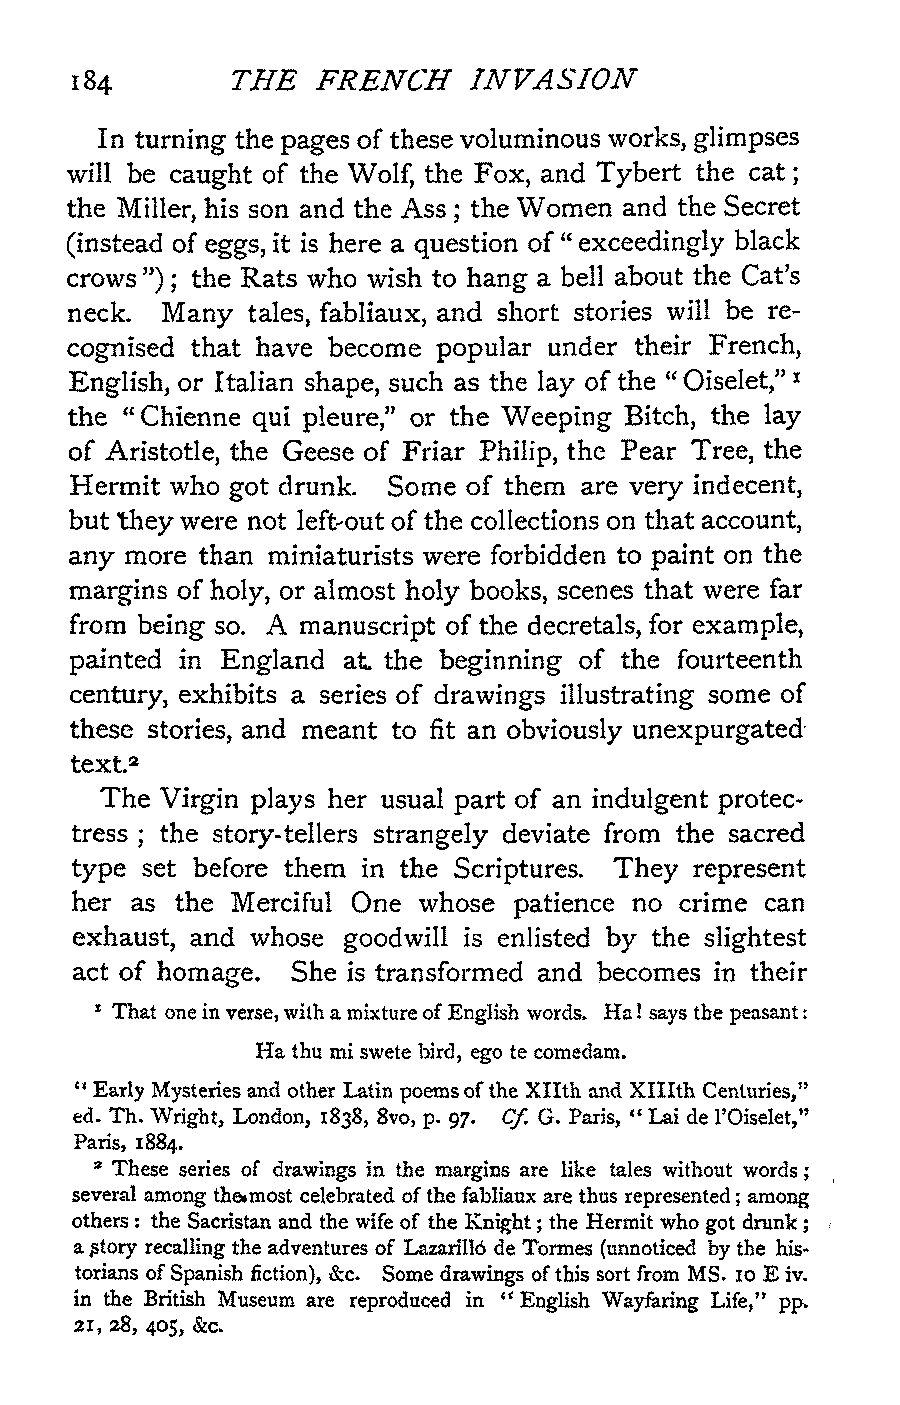 184 THE FRENCH INVASION
In turning the pages of these voluminous works, glimpses
will be caught of the Wolf, the Fox, and Tybert the cat ;
the Miller, his son and the Ass ; the Women and the Secret
(instead of eggs, it is here a question of “ exceedingly black
crows ”) ; the Rats who wish to hang a bell about the Cat’s
neck. Many tales, fabliaux, and short stories will be re-
cognised that have become popular under their French,
English, or Italian shape, such as the lay of the “ Oiselet,” ¹
the “ Chienne qui pleure,” or the Weeping Bitch, the lay
of Aristotle, the Geese of Friar Philip, the Pear Tree, the
Hermit who got drunk. Some of them are very indecent,
but they were not left out of the collections on that account,
any more than miniaturists were forbidden to paint on the
margins of holy, or almost holy books, scenes that were far
from being so. A manuscript of the decretals, for example,
painted in England at the beginning of the fourteenth
century, exhibits a series of drawings illustrating some of
these stories, and meant to fit an obviously unexpurgated
text.²
The Virgin plays her usual part of an indulgent protec-
tress ; the story-tellers strangely deviate from the sacred
type set before them in the Scriptures. They represent
her as the Merciful One whose patience no crime can
exhaust, and whose goodwill is enlisted by the slightest
act of homage. She is transformed and becomes in their
¹ That one in verse, with a mixture of English words. Ha ! says the peasant :
Ha thu mi swete bird, ego te comedam.
“ Early Mysteries and other Latin poems of the XIIth and XIIIth Centuries,”
ed. Th. Wright, London, 1838, 8vo, p. 97. Cf. G. Paris, “ Lai de l’Oiselet,”
Paris, 1884.
² These series of drawings in the margins are like tales without words ;
several among the most celebrated of the fabliaux are thus represented ; among
others : the Sacristan and the wife of the Knight ; the Hermit who got drunk ;
a story recalling the adventures of Lazarilló de Tormes (unnoticed by the his-
torians of Spanish fiction), &c. Some drawings of this sort from MS. 10 E iv.
in the British Museum are reproduced in “ English Wayfaring Life,” pp.
21, 28, 405, &c.